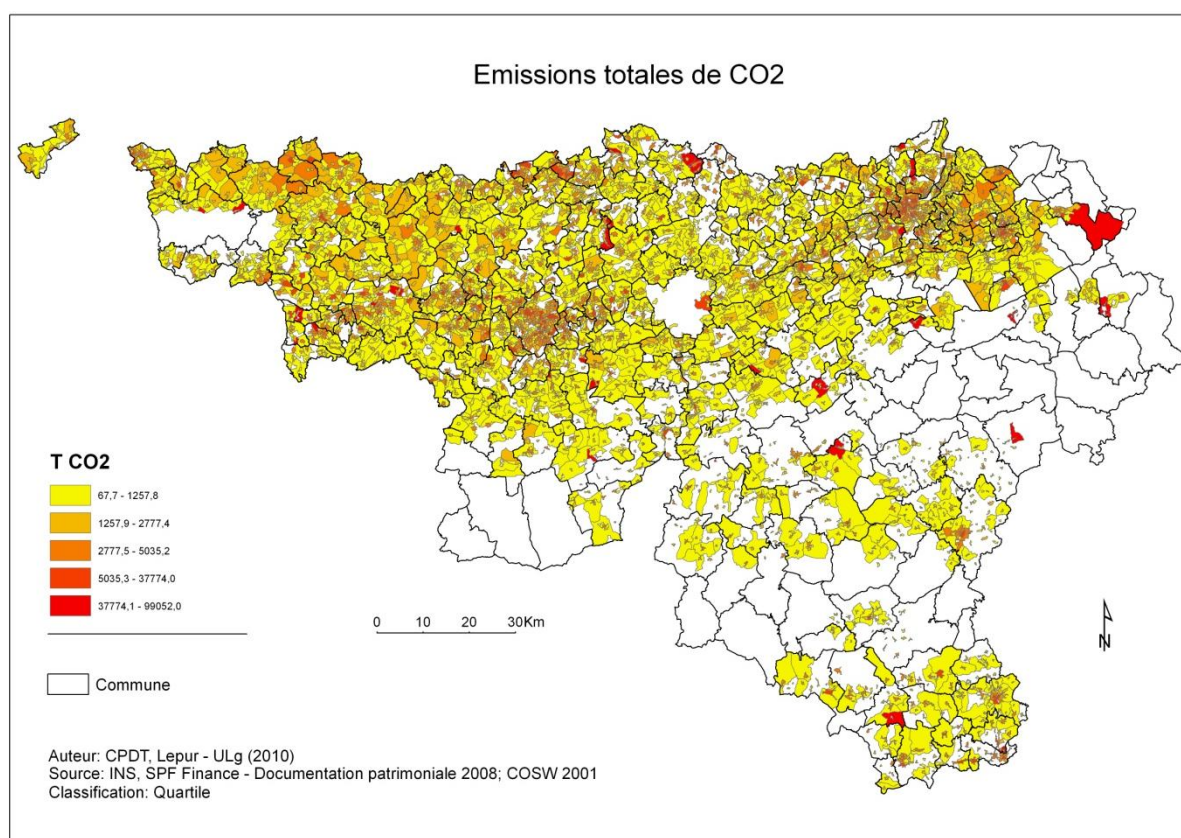 Emissions totales de CO2
T CO2
67,7 - 1257,8
1257,9 - 2777,4
2777,5 - 5035,2
5035,3 - 37774,0
37774,1 - 99052,0
0 10 20 30Km
N
Commune
Auteur: CPDT, Lepur - ULg (2010)
Source: INS, SPF Finance - Documentation patrimoniale 2008; COSW 2001
Classification: Quartile